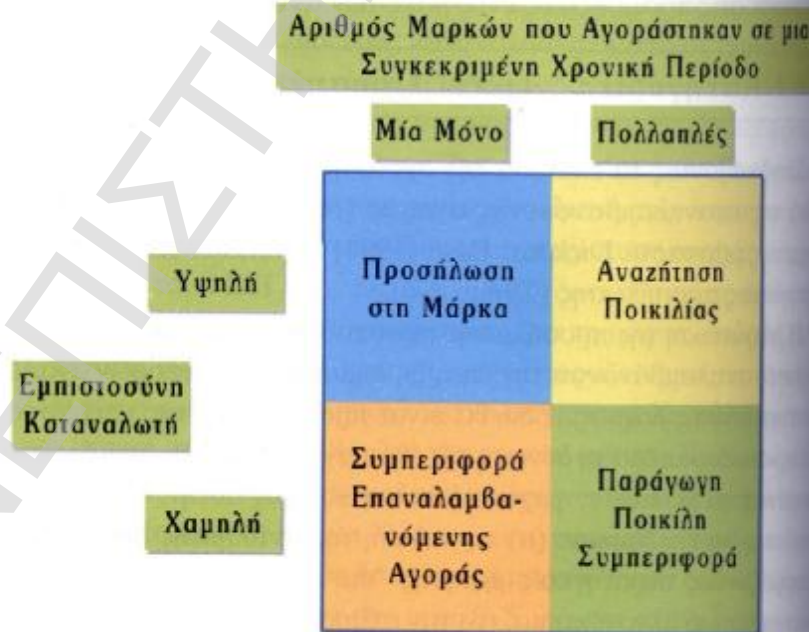 Αριθμός Μαρκών που Αγοράστηκαν σε μια
Συγκεκριμένη Χρονική Περίοδο
Μία Μόνο
Πολλαπλές
Υψηλή
Προσήλωση
στη Μάρκα
Αναζήτηση
Ποικιλίας
Εμπιστοσύνη
Καταναλωτή
Χαμηλή
Συμπεριφορά
Επαναλαμβα-
νόμενης
Αγοράς
Παράγωγη
Ποικίλη
Συμπεριφορά